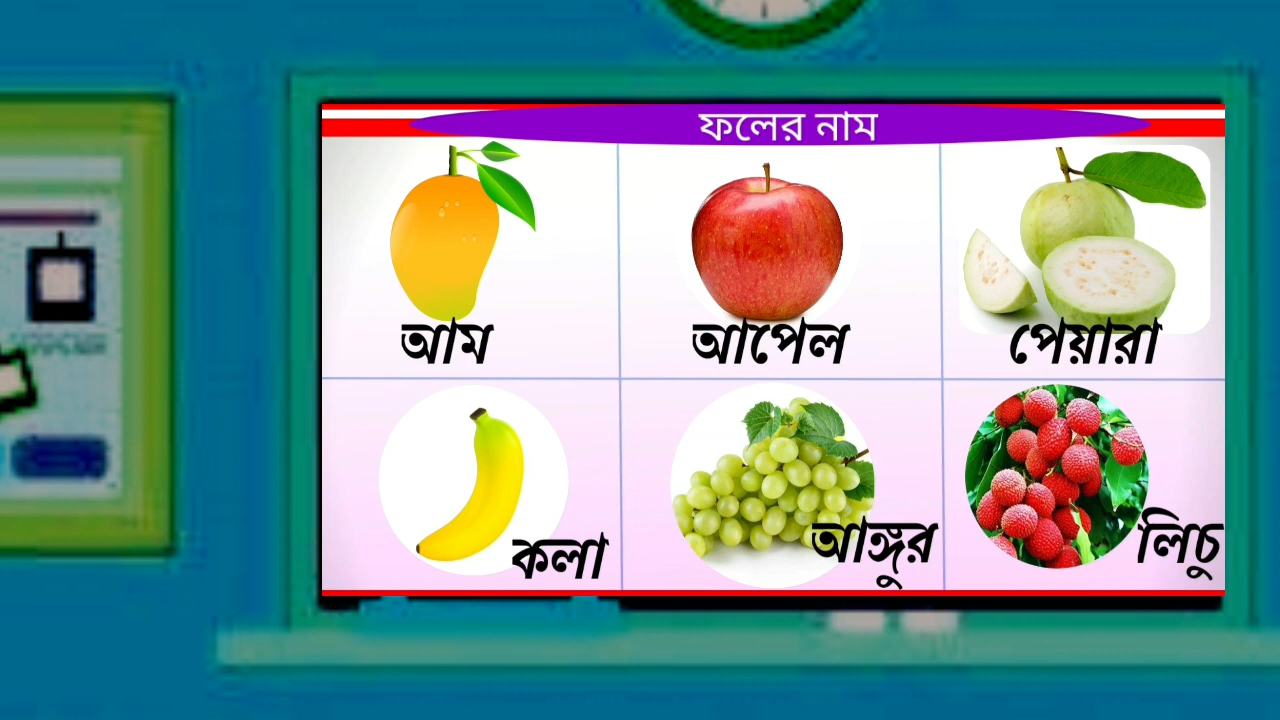 ফলের নাম
আম
আপেল
পেয়ারা
কলা
আঙ্গুর
লিচু